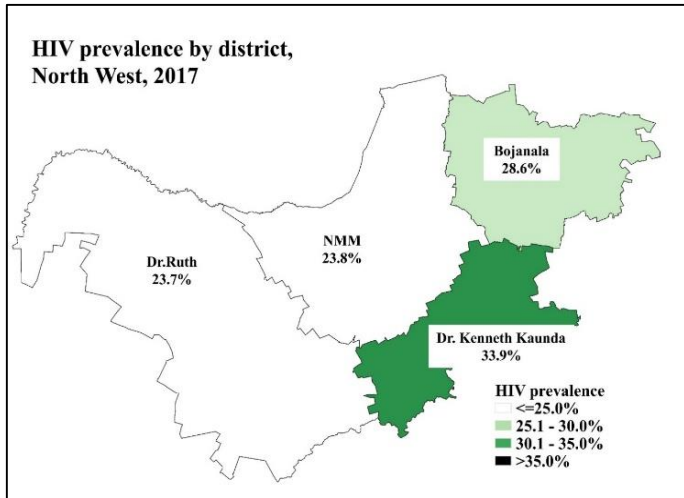 HIV prevalence by district,
North West, 2017
Bojanala
28.6%
NMM
23.8%
Dr.Ruth
23.7%
Dr. Kenneth Kaunda
33.9%
HIV prevalence
<=25.0%
25.1 - 30.0%
30.1 - 35.0%
>35.0%